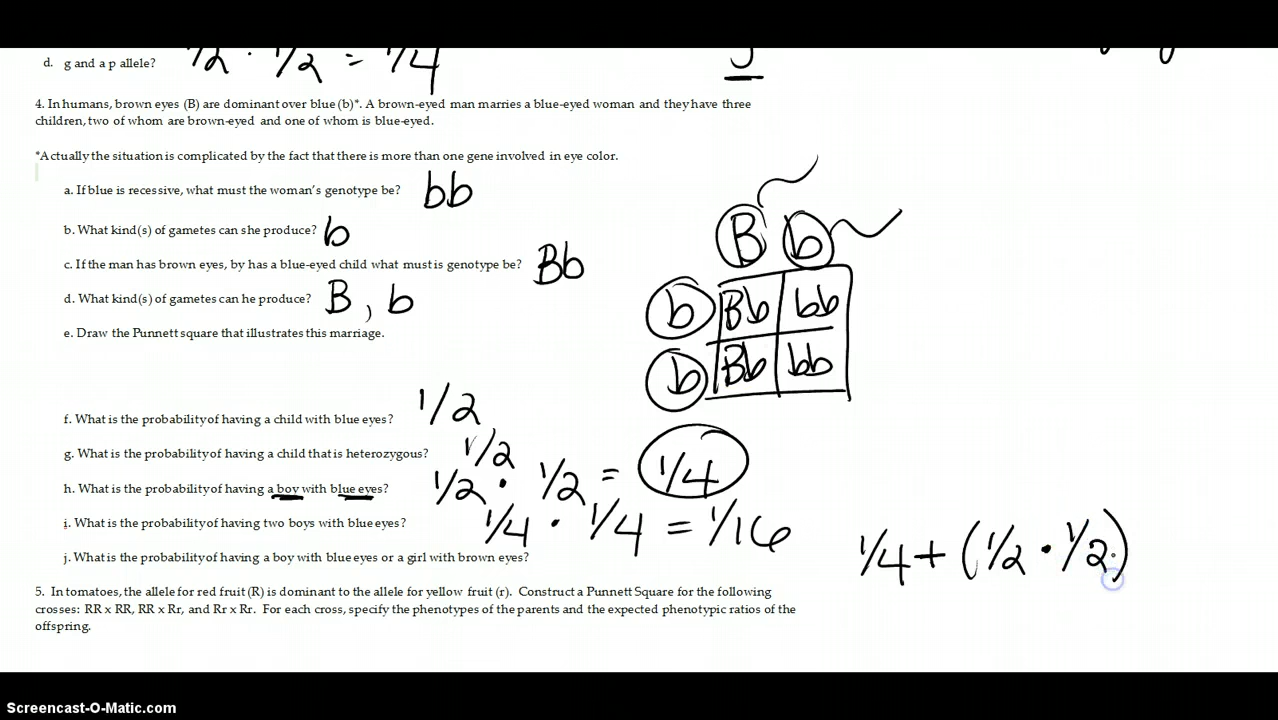 d. g and a p allele? 1/2 · 1/2 = 1/4
4. In humans, brown eyes (B) are dominant over blue (b)*. A brown-eyed man marries a blue-eyed woman and they have three
children, two of whom are brown-eyed and one of whom is blue-eyed.
*Actually the situation is complicated by the fact that there is more than one gene involved in eye color.
a. If blue is recessive, what must the woman's genotype be? bb
b. What kind(s) of gametes can she produce? b
c. If the man has brown eyes, by has a blue-eyed child what must is genotype be? Bb
d. What kind(s) of gametes can he produce? B, b
e. Draw the Punnett square that illustrates this marriage.
B b
b Bb bb
b Bb bb
f. What is the probability of having a child with blue eyes? 1/2
g. What is the probability of having a child that is heterozygous? 1/2
h. What is the probability of having a boy with blue eyes? 1/2 · 1/2 = 1/4
i. What is the probability of having two boys with blue eyes? 1/4 · 1/4 = 1/16
j. What is the probability of having a boy with blue eyes or a girl with brown eyes? 1/4 + (1/2 · 1/2)
5. In tomatoes, the allele for red fruit (R) is dominant to the allele for yellow fruit (r). Construct a Punnett Square for the following
crosses: RR x RR, RR x Rr, and Rr x Rr. For each cross, specify the phenotypes of the parents and the expected phenotypic ratios of the
offspring.
Screencast-O-Matic.com